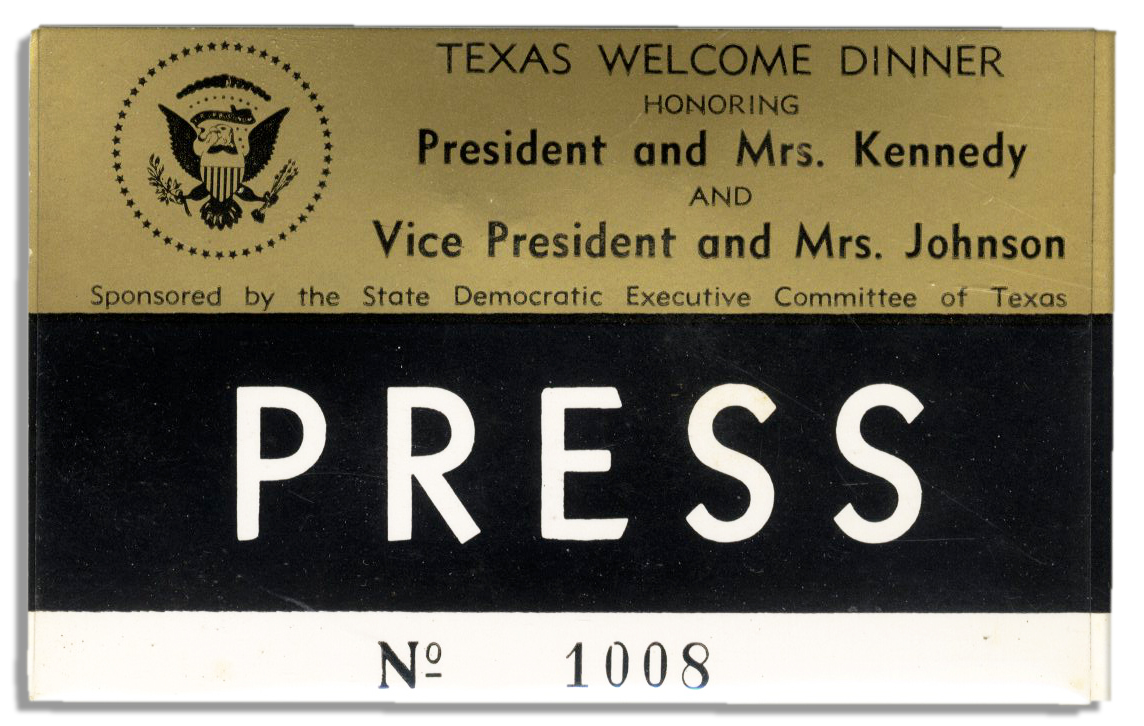 TEXAS WELCOME DINNER
HONORING
President and Mrs. Kennedy
AND
Vice President and Mrs. Johnson
Sponsored by the State Democratic Executive Committee of Texas
PRESS
Nº 1008